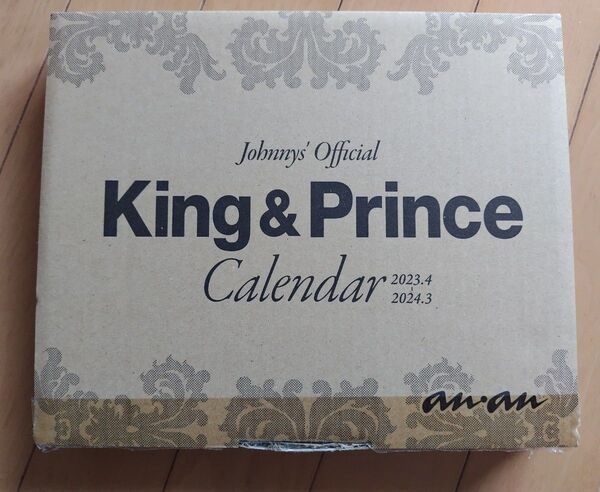 Johnnys' Official
King & Prince
Calendar 2023.4
2024.3
an・an